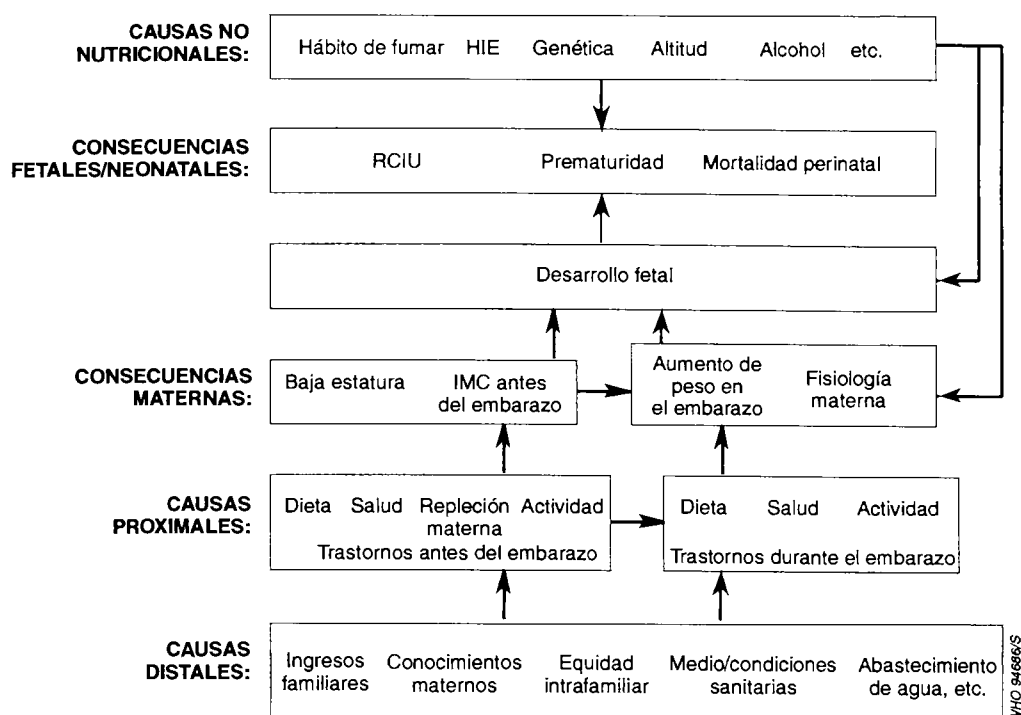 CAUSAS NO
NUTRICIONALES:
Hábito de fumar HIE Genética Altitud Alcohol etc.
CONSECUENCIAS
FETALES/NEONATALES:
RCIU Prematuridad Mortalidad perinatal
Desarrollo fetal
CONSECUENCIAS
MATERNAS:
Baja estatura
IMC antes
del embarazo
Aumento de
peso en
el embarazo
Fisiología
materna
CAUSAS
PROXIMALES:
Dieta Salud Repleción Actividad
materna
Trastornos antes del embarazo
Dieta Salud Actividad
Trastornos durante el embarazo
CAUSAS
DISTALES:
Ingresos
familiares
Conocimientos
maternos
Equidad
intrafamiliar
Medio/condiciones
sanitarias
Abastecimiento
de agua, etc.
WHO 94686/S